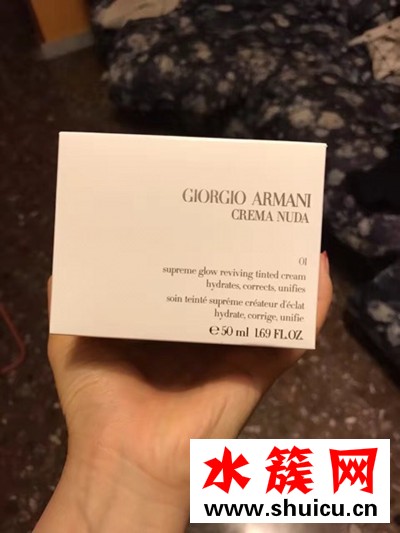 GIORGIO ARMANI
CREMA NUDA
01
supreme glow reviving tinted cream
hydrates, corrects, unifies
soin teinté suprême créateur d'éclat
hydrate, corrige, unifie
℮50 ml 1.69 FL.OZ.
水簇网
www.shuicu.cn